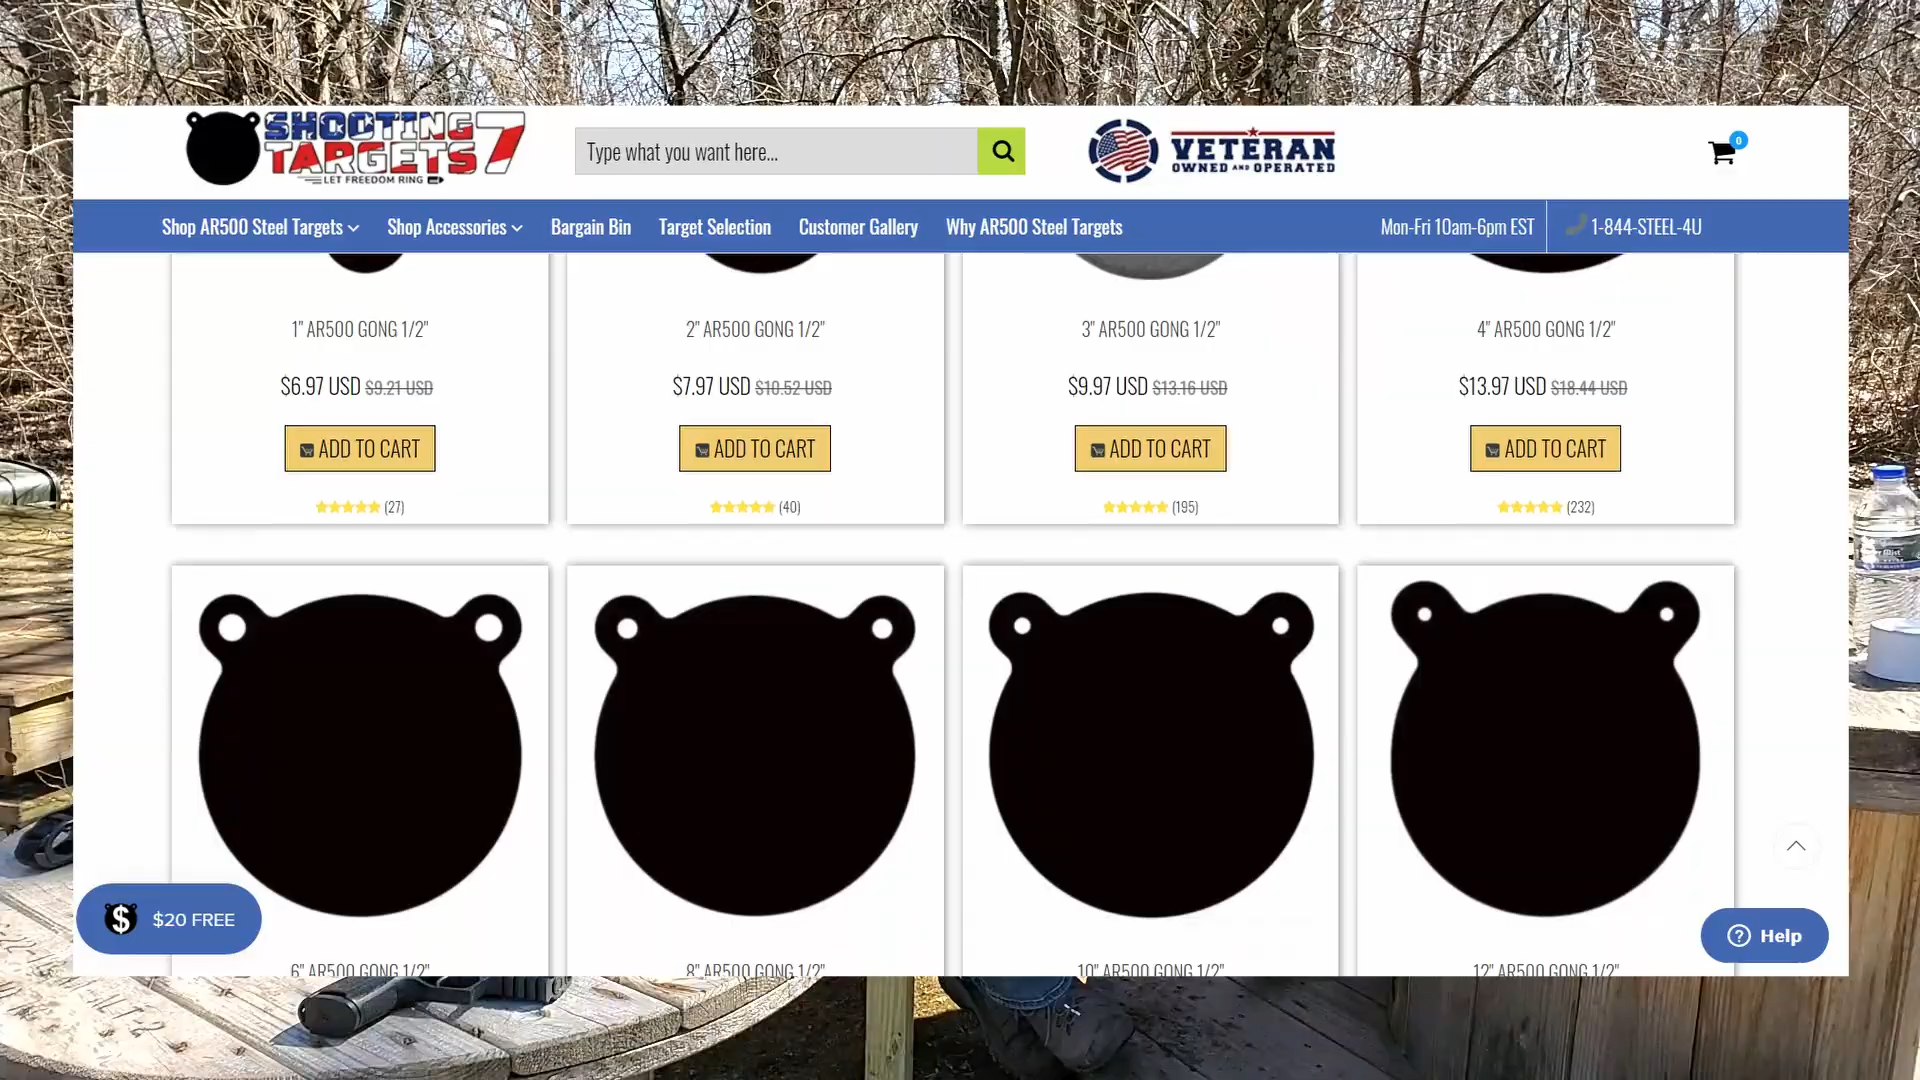 SHOOTING
TARGETS 7
LET FREEDOM RING
Type what you want here...
VETERAN
OWNED AND OPERATED
0
Shop AR500 Steel Targets
Shop Accessories
Bargain Bin
Target Selection
Customer Gallery
Why AR500 Steel Targets
Mon-Fri 10am-6pm EST
1-844-STEEL-4U
1" AR500 GONG 1/2"
$6.97 USD $9.21 USD
ADD TO CART
(27)
2" AR500 GONG 1/2"
$7.97 USD $10.52 USD
ADD TO CART
(40)
3" AR500 GONG 1/2"
$9.97 USD $13.16 USD
ADD TO CART
(195)
4" AR500 GONG 1/2"
$13.97 USD $18.44 USD
ADD TO CART
(232)
6" AR500 GONG 1/2"
8" AR500 GONG 1/2"
10" AR500 GONG 1/2"
12" AR500 GONG 1/2"
$ $20 FREE
? Help